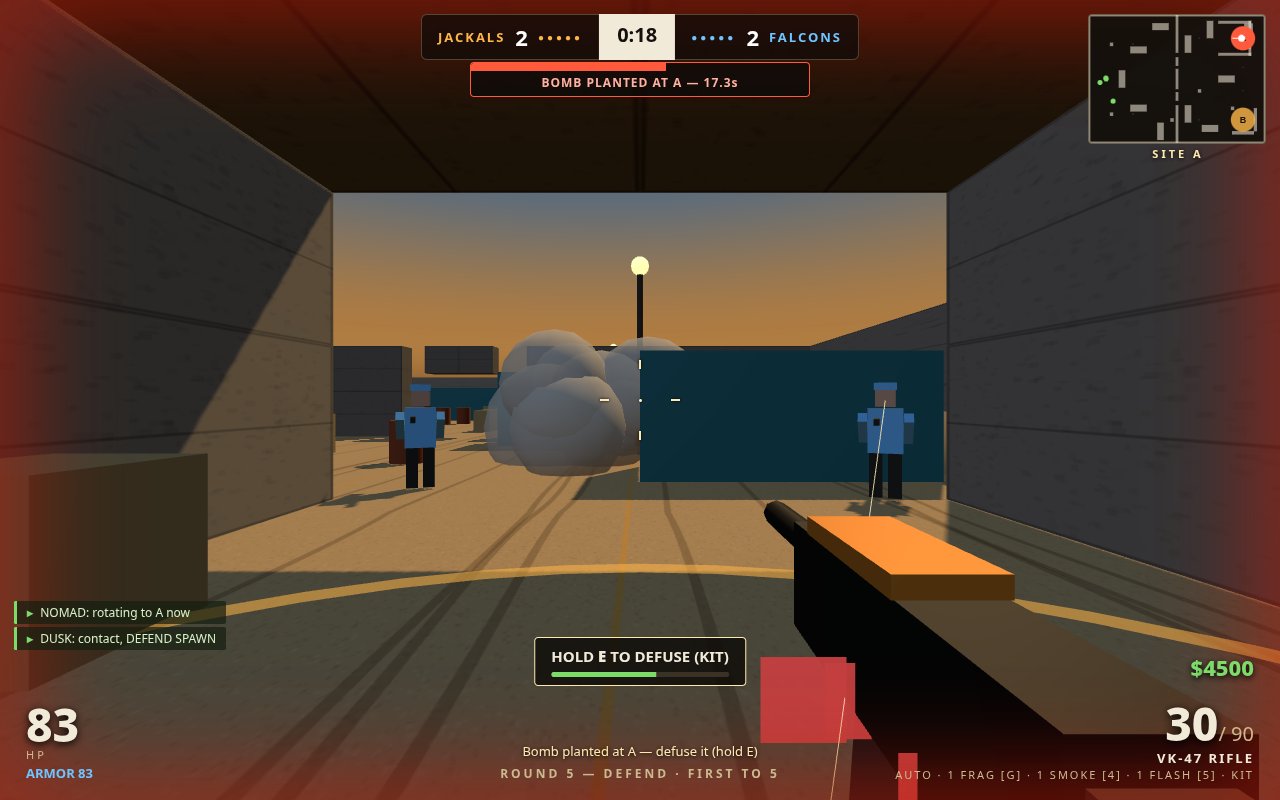 JACKALS 2 ••••• 0:18 ••••• 2 FALCONS
BOMB PLANTED AT A — 17.3s
B
SITE A
► NOMAD: rotating to A now
► DUSK: contact, DEFEND SPAWN
HOLD E TO DEFUSE (KIT)
$4500
83
HP
ARMOR 83
30 / 90
VK-47 RIFLE
AUTO · 1 FRAG [G] · 1 SMOKE [4] · 1 FLASH [5] · KIT
Bomb planted at A — defuse it (hold E)
ROUND 5 — DEFEND · FIRST TO 5